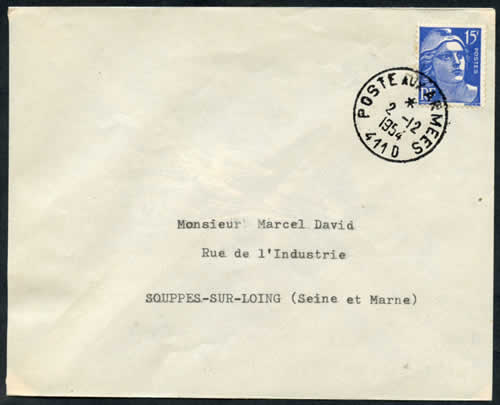 15F
POSTES
RF
POSTE AUX ARMEES
*
2 -12
1954
411 D
Monsieur Marcel David
Rue de l'Industrie
SOUPPES-SUR-LOING (Seine et Marne)